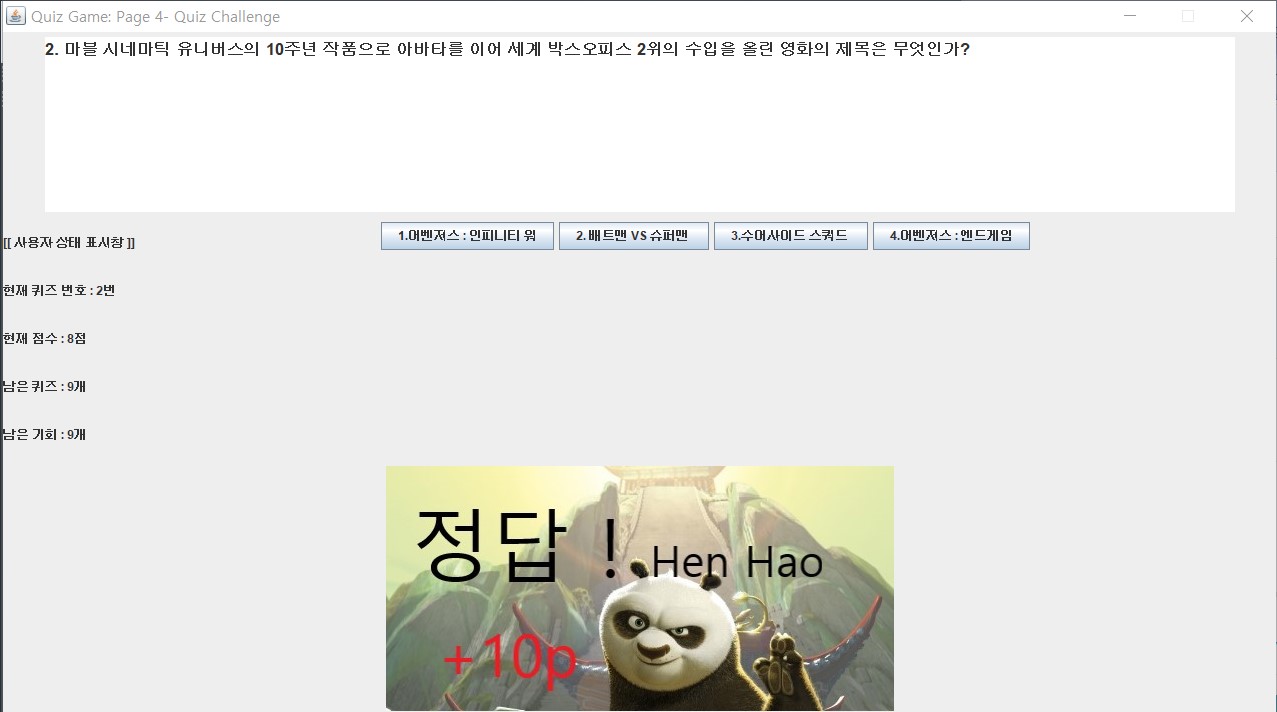 Quiz Game: Page 4- Quiz Challenge
2. 마블 시네마틱 유니버스의 10주년 작품으로 아바타를 이어 세계 박스오피스 2위의 수입을 올린 영화의 제목은 무엇인가?
[[ 사용자 상태 표시창 ]]
1.어벤져스 : 인피니티 워
2.배트맨 VS 슈퍼맨
3.수어사이드 스쿼드
4.어벤져스 : 엔드게임
현재 퀴즈 번호 : 2번
현재 점수 : 8점
남은 퀴즈 : 9개
남은 기회 : 9개
정답 ! Hen Hao
+10p